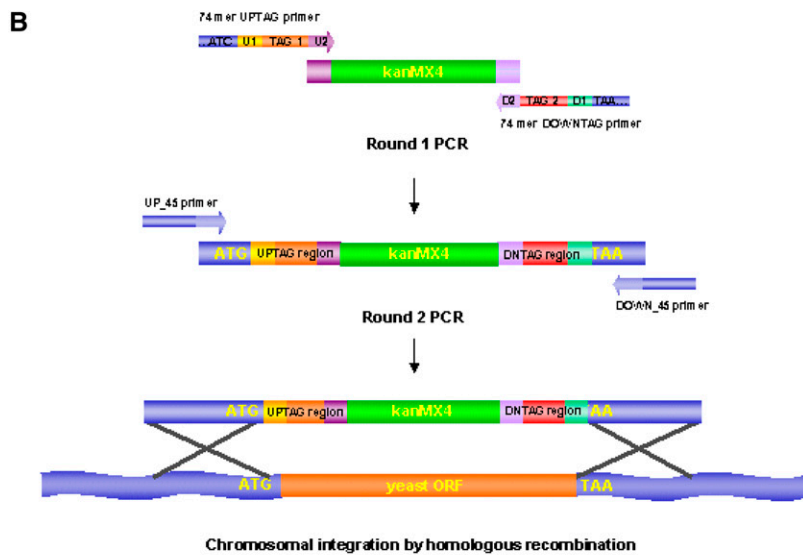 B
74 mer UPTAG primer
...ATC U1 TAG 1 U2
kanMX4
D2 TAG 2 D1 TAA...
74 mer DOWNTAG primer
Round 1 PCR
UP_45 primer
ATG UPTAG region kanMX4 DNTAG region TAA
DOWN_45 primer
Round 2 PCR
ATG UPTAG region kanMX4 DNTAG region AA
ATG yeast ORF TAA
Chromosomal integration by homologous recombination